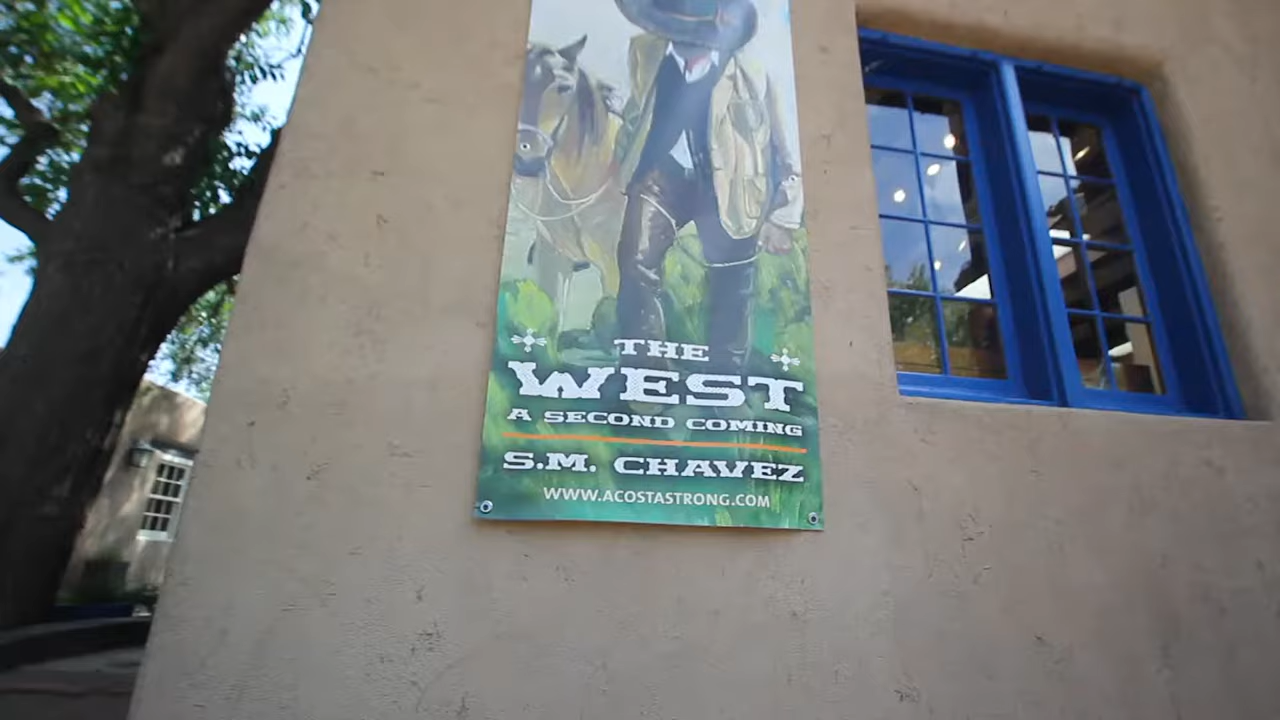 THE
WEST
A SECOND COMING
S.M. CHAVEZ
WWW.ACOSTASTRONG.COM